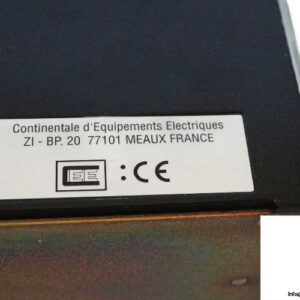 Continentale d'Equipements Electriques
ZI - BP. 20 77101 MEAUX FRANCE
CEE : CE